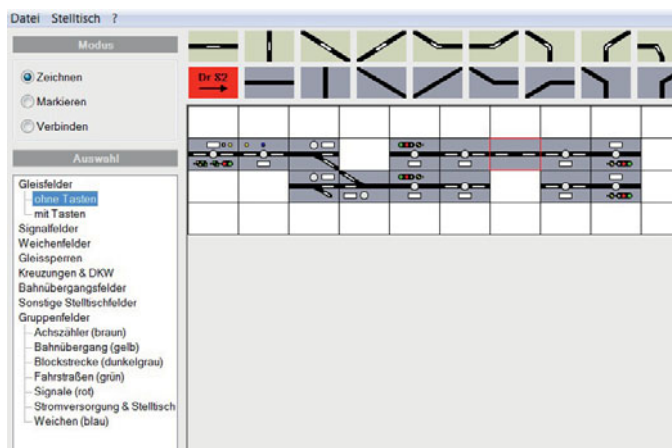 Datei Stelltisch ?
Modus
Zeichnen
Markieren
Verbinden
Dr S2
Auswahl
Gleisfelder
ohne Tasten
mit Tasten
Signalfelder
Weichenfelder
Gleissperren
Kreuzungen & DKW
Bahnübergangsfelder
Sonstige Stelltischfelder
Gruppenfelder
Achszähler (braun)
Bahnübergang (gelb)
Blockstrecke (dunkelgrau)
Fahrstraßen (grün)
Signale (rot)
Stromversorgung & Stelltisch
Weichen (blau)